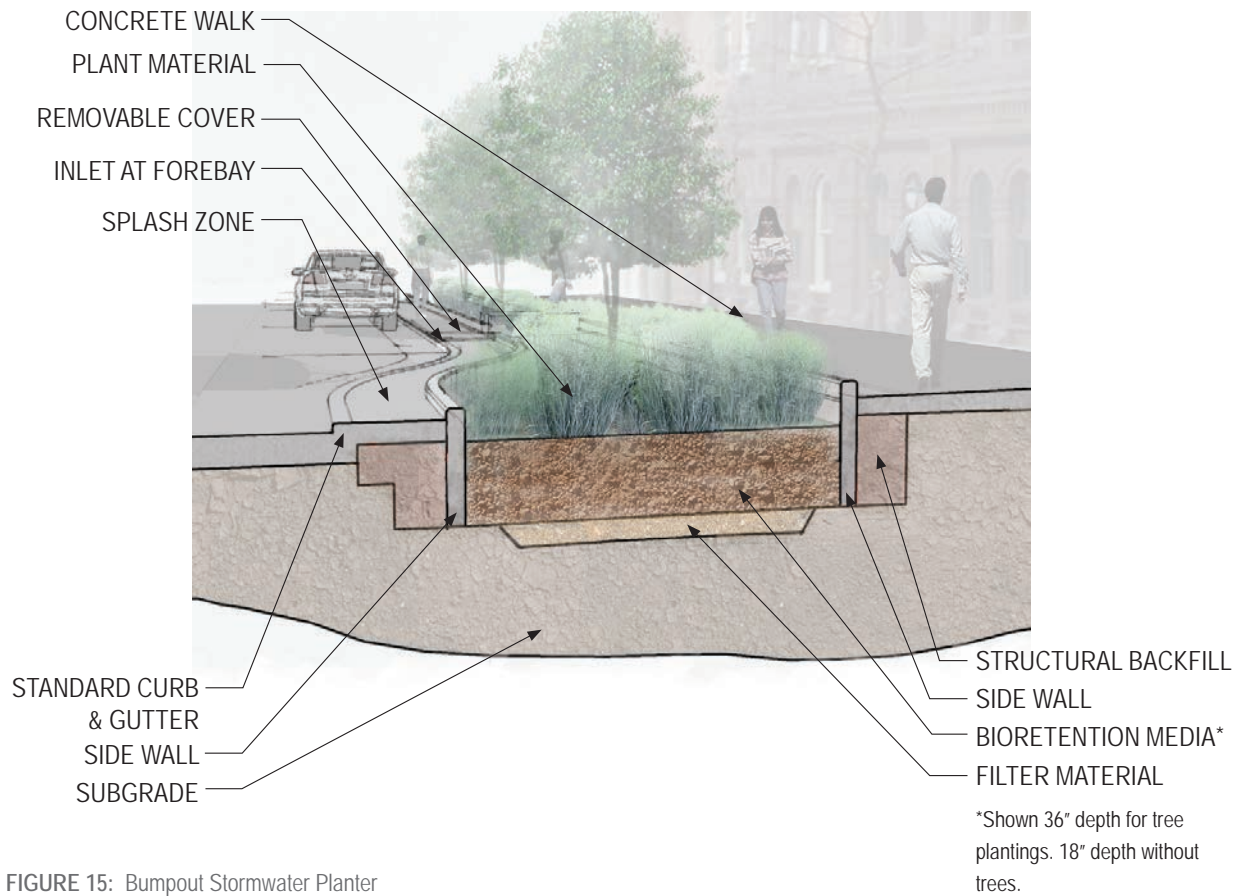 CONCRETE WALK
PLANT MATERIAL
REMOVABLE COVER
INLET AT FOREBAY
SPLASH ZONE
STANDARD CURB
& GUTTER
SIDE WALL
SUBGRADE
STRUCTURAL BACKFILL
SIDE WALL
BIORETENTION MEDIA*
FILTER MATERIAL
*Shown 36" depth for tree
plantings. 18" depth without
trees.
FIGURE 15: Bumpout Stormwater Planter